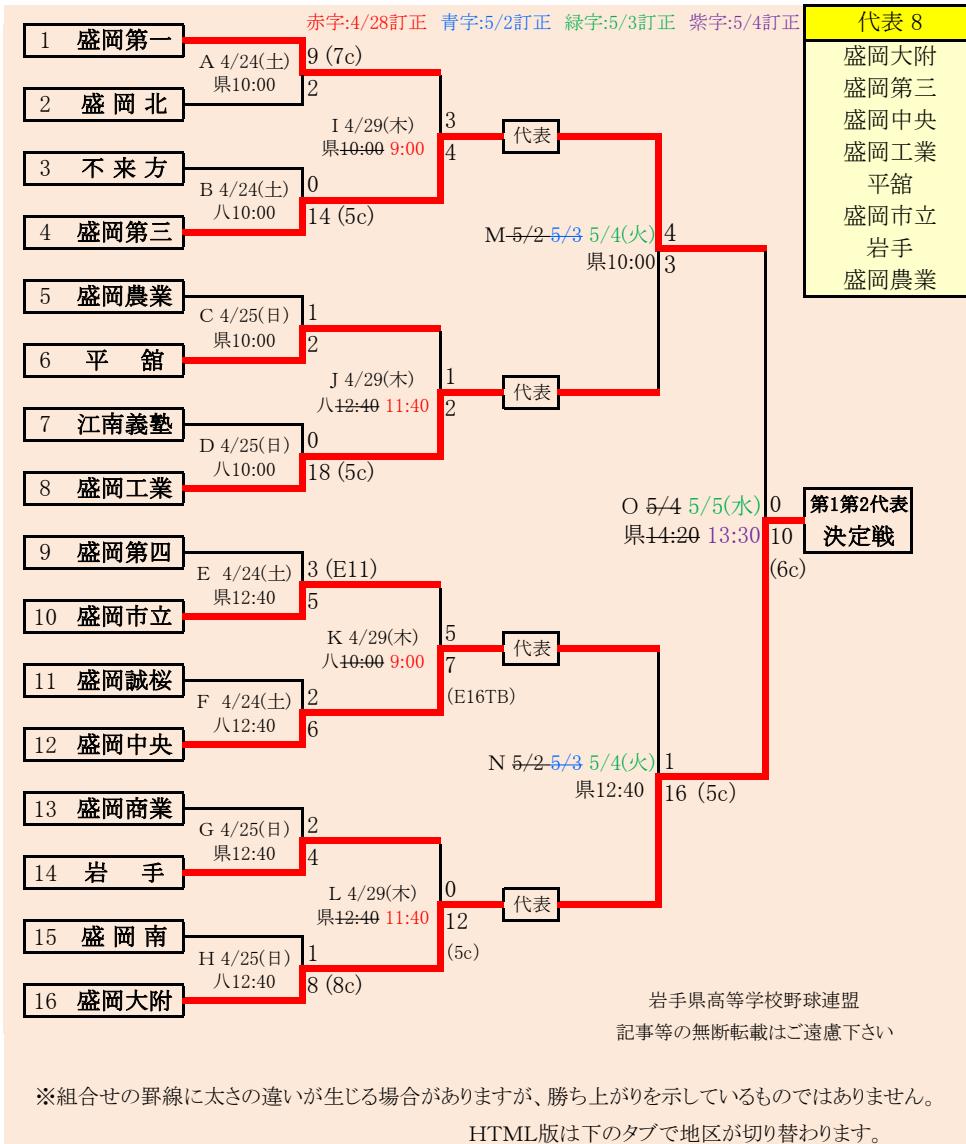 赤字:4/28訂正 青字:5/2訂正 緑字:5/3訂正 紫字:5/4訂正
代表 8
盛岡大附
盛岡第三
盛岡中央
盛岡工業
平舘
盛岡市立
岩手
盛岡農業
1 盛岡第一
A 4/24(土)
県10:00
9 (7c)
2
2 盛 岡 北
I 4/29(木)
県10:00 9:00
3
4
代表
3 不 来 方
B 4/24(土)
八10:00
0
14 (5c)
4 盛岡第三
M 5/2 5/3 5/4(火)
県10:00
4
3
5 盛岡農業
C 4/25(日)
県10:00
1
2
6 平 舘
J 4/29(木)
八12:40 11:40
1
2
代表
7 江南義塾
D 4/25(日)
八10:00
0
18 (5c)
8 盛岡工業
O 5/4 5/5(水)
県14:20 13:30
0
10
(6c)
第1第2代表
決定戦
9 盛岡第四
E 4/24(土)
県12:40
3 (E11)
5
10 盛岡市立
K 4/29(木)
八10:00 9:00
5
7
(E16TB)
代表
11 盛岡誠桜
F 4/24(土)
八12:40
2
6
12 盛岡中央
N 5/2 5/3 5/4(火)
県12:40
1
16 (5c)
13 盛岡商業
G 4/25(日)
県12:40
2
4
14 岩 手
L 4/29(木)
県12:40 11:40
0
12
(5c)
代表
15 盛 岡 南
H 4/25(日)
八12:40
1
8 (8c)
16 盛岡大附
岩手県高等学校野球連盟
記事等の無断転載はご遠慮下さい
※組合せの罫線に太さの違いが生じる場合がありますが、勝ち上がりを示しているものではありません。
HTML版は下のタブで地区が切り替わります。